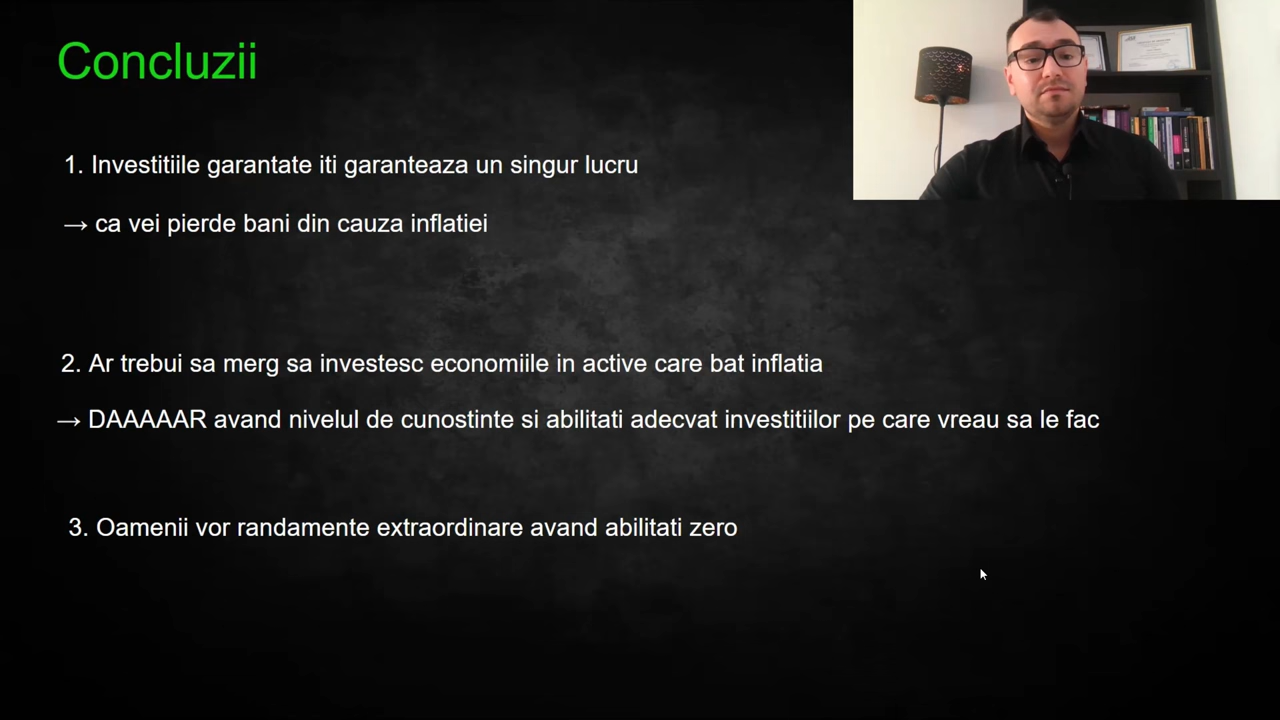 Concluzii
1. Investitiile garantate iti garanteaza un singur lucru
→ ca vei pierde bani din cauza inflatiei
2. Ar trebui sa merg sa investesc economiile in active care bat inflatia
→ DAAAAAR avand nivelul de cunostinte si abilitati adecvat investitiilor pe care vreau sa le fac
3. Oamenii vor randamente extraordinare avand abilitati zero